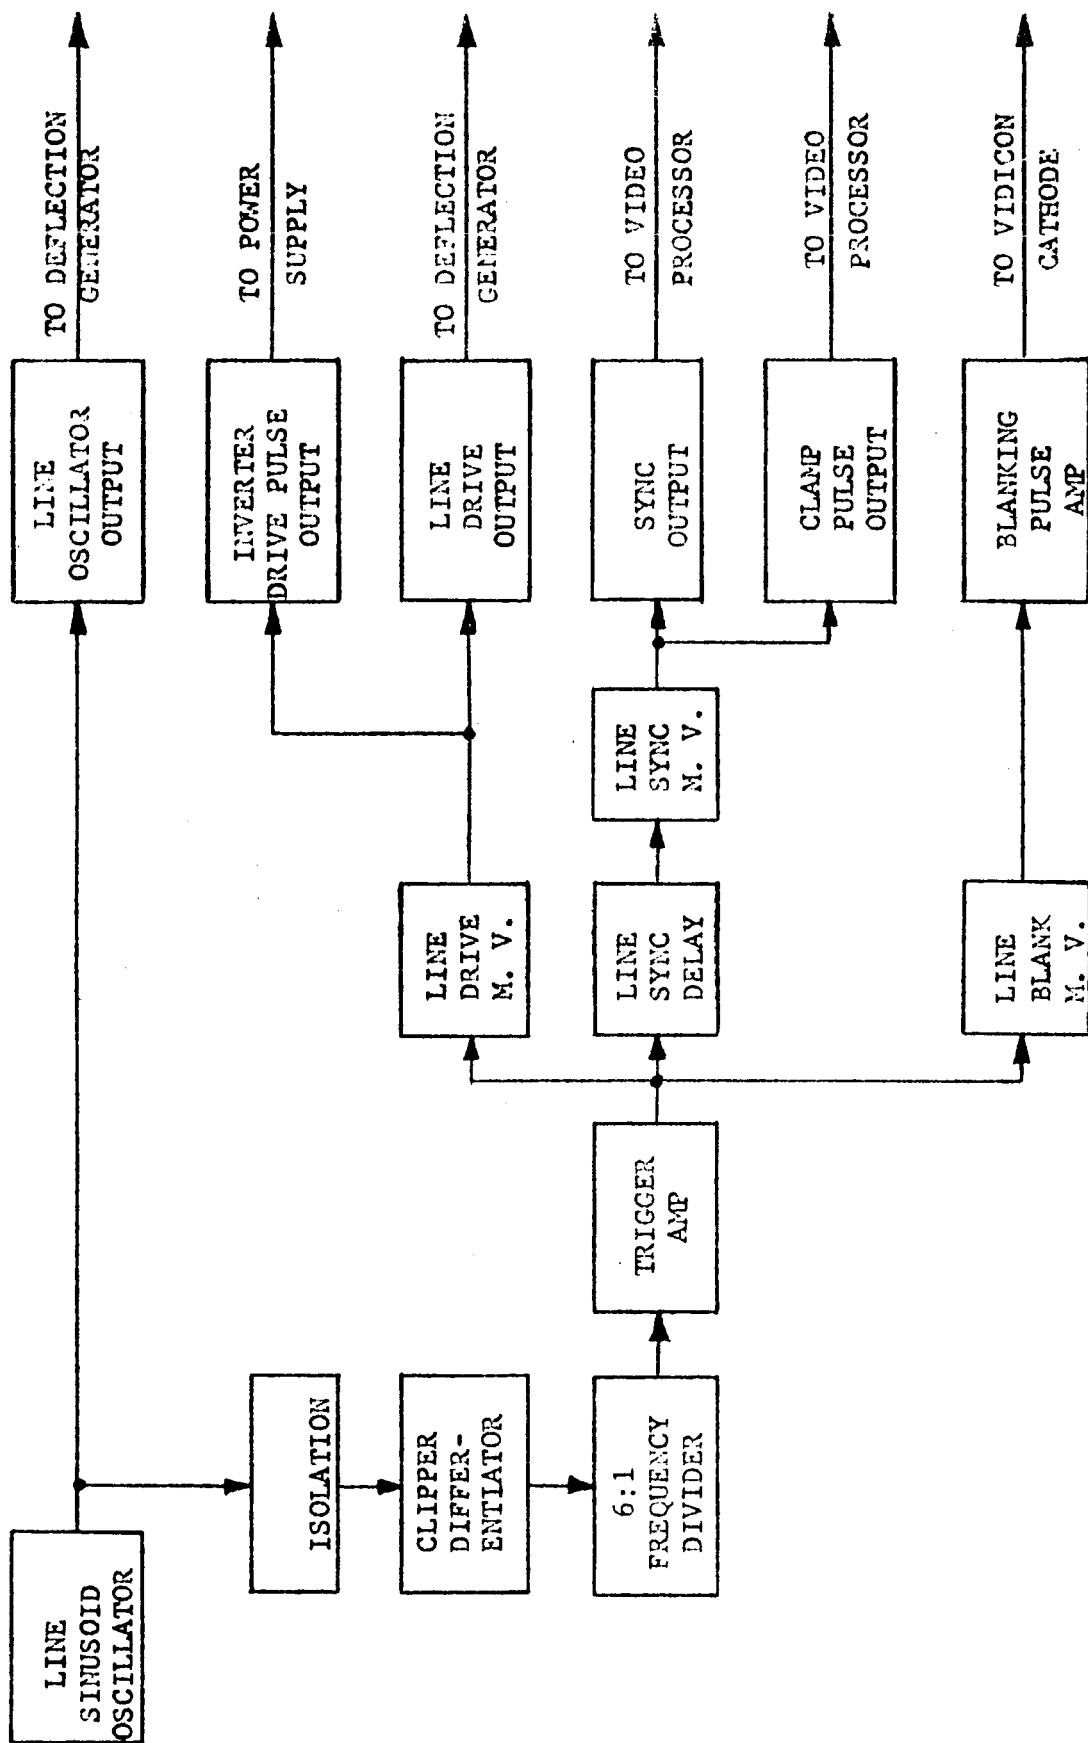 LINE
SINUSOID
OSCILLATOR
LINE
OSCILLATOR
OUTPUT
TO DEFLECTION
GENERATOR
ISOLATION
INVERTER
DRIVE PULSE
OUTPUT
TO POWER
SUPPLY
CLIPPER
DIFFER-
ENTIATOR
LINE
DRIVE
M. V.
LINE
DRIVE
OUTPUT
TO DEFLECTION
GENERATOR
6:1
FREQUENCY
DIVIDER
TRIGGER
AMP
LINE
SYNC
DELAY
LINE
SYNC
M. V.
SYNC
OUTPUT
TO VIDEO
PROCESSOR
CLAMP
PULSE
OUTPUT
TO VIDEO
PROCESSOR
LINE
BLANK
M. V.
BLANKING
PULSE
AMP
TO VIDICON
CATHODE